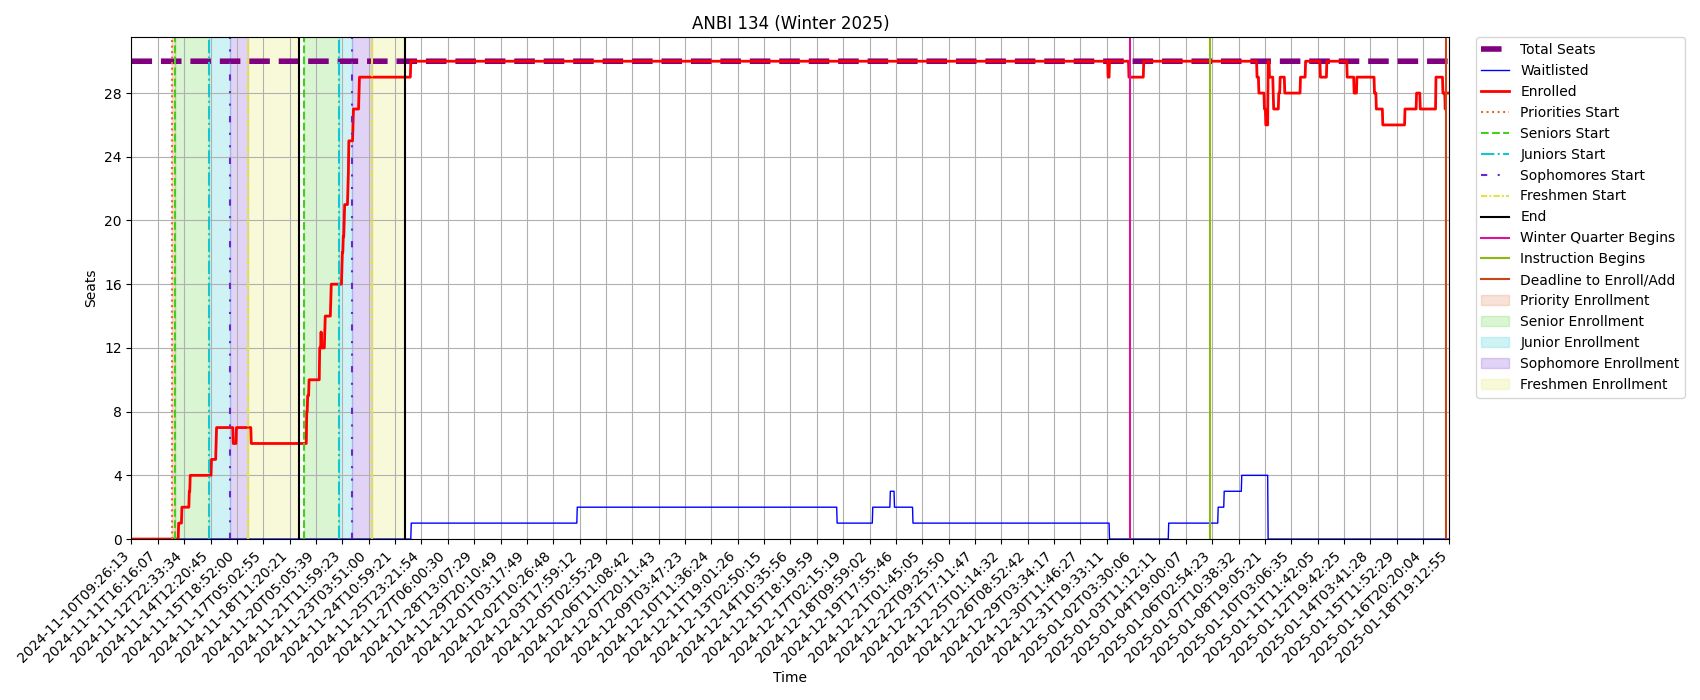 ANBI 134 (Winter 2025)
Seats
28
24
20
16
12
8
4
0
2024-11-10T09:26:13
2024-11-11T16:16:07
2024-11-12T22:33:34
2024-11-14T12:20:45
2024-11-15T18:52:00
2024-11-17T05:02:55
2024-11-18T11:20:21
2024-11-20T05:05:39
2024-11-21T11:59:23
2024-11-23T03:51:00
2024-11-24T10:59:21
2024-11-25T23:21:54
2024-11-27T06:00:30
2024-11-28T13:07:29
2024-11-29T20:10:49
2024-12-01T03:17:49
2024-12-02T10:26:48
2024-12-03T17:59:12
2024-12-05T02:55:29
2024-12-06T11:08:42
2024-12-07T20:11:43
2024-12-09T03:47:23
2024-12-10T11:36:24
2024-12-11T19:01:26
2024-12-13T02:50:15
2024-12-14T10:35:56
2024-12-15T18:19:59
2024-12-17T02:15:19
2024-12-18T09:59:02
2024-12-19T17:55:46
2024-12-21T01:45:05
2024-12-22T09:25:50
2024-12-23T17:11:47
2024-12-25T01:14:32
2024-12-26T08:52:42
2024-12-29T03:34:17
2024-12-30T11:46:27
2024-12-31T19:33:11
2025-01-02T03:30:06
2025-01-03T11:12:11
2025-01-04T19:00:07
2025-01-06T02:54:23
2025-01-07T10:38:32
2025-01-08T19:05:21
2025-01-10T03:06:35
2025-01-11T11:42:05
2025-01-12T19:42:25
2025-01-14T03:41:28
2025-01-15T11:52:29
2025-01-16T20:20:04
2025-01-18T19:12:55
Time
Total Seats
Waitlisted
Enrolled
Priorities Start
Seniors Start
Juniors Start
Sophomores Start
Freshmen Start
End
Winter Quarter Begins
Instruction Begins
Deadline to Enroll/Add
Priority Enrollment
Senior Enrollment
Junior Enrollment
Sophomore Enrollment
Freshmen Enrollment